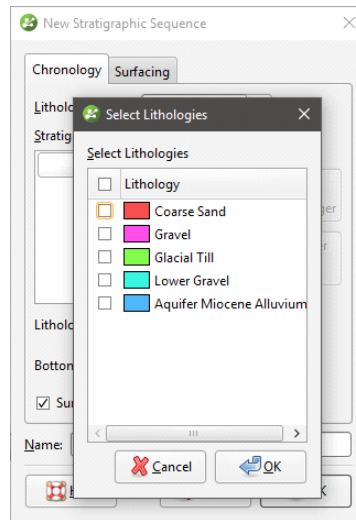 New Stratigraphic Sequence
Chronology Surfacing
Select Lithologies
Select Lithologies
Lithology
Coarse Sand
Gravel
Glacial Till
Lower Gravel
Aquifer Miocene Alluvium
Name:
Cancel OK